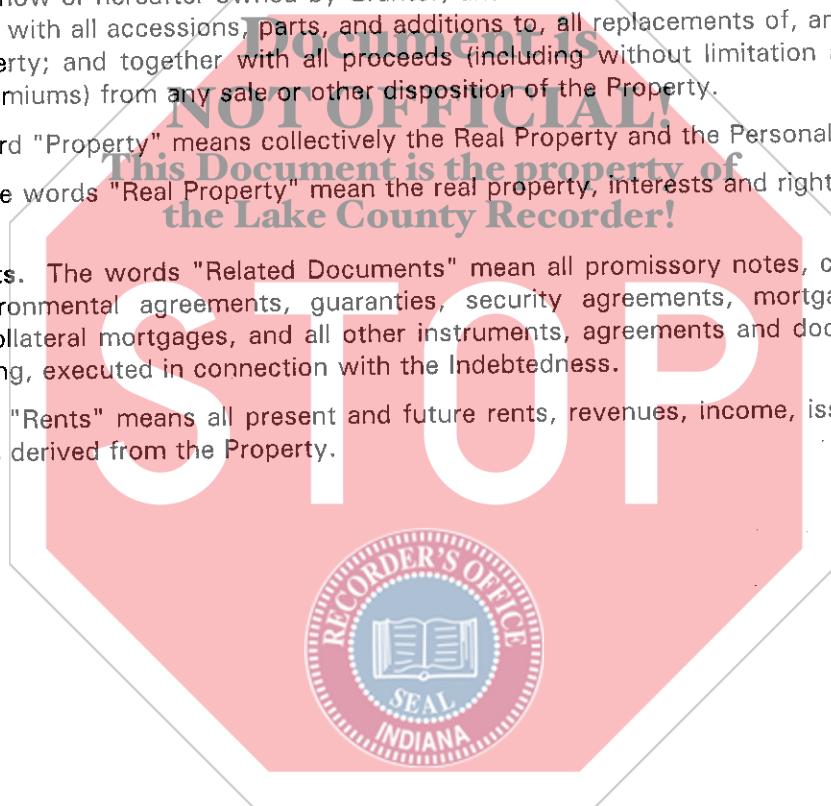 now or hereafter owned by Grantor,
with all accessions, parts, and additions to, all replacements of, an
erty; and together with all proceeds (including without limitation a
miums) from any sale or other disposition of the Property.
rd "Property" means collectively the Real Property and the Personal
e words "Real Property" mean the real property, interests and right
ts. The words "Related Documents" mean all promissory notes, c
ronmental agreements, guaranties, security agreements, mortga
ollateral mortgages, and all other instruments, agreements and doc
ng, executed in connection with the Indebtedness.
"Rents" means all present and future rents, revenues, income, iss
derived from the Property.
Document is
NOT OFFICIAL!
This Document is the property of
the Lake County Recorder!
STOP
RECORDER'S OFFICE
SEAL
INDIANA